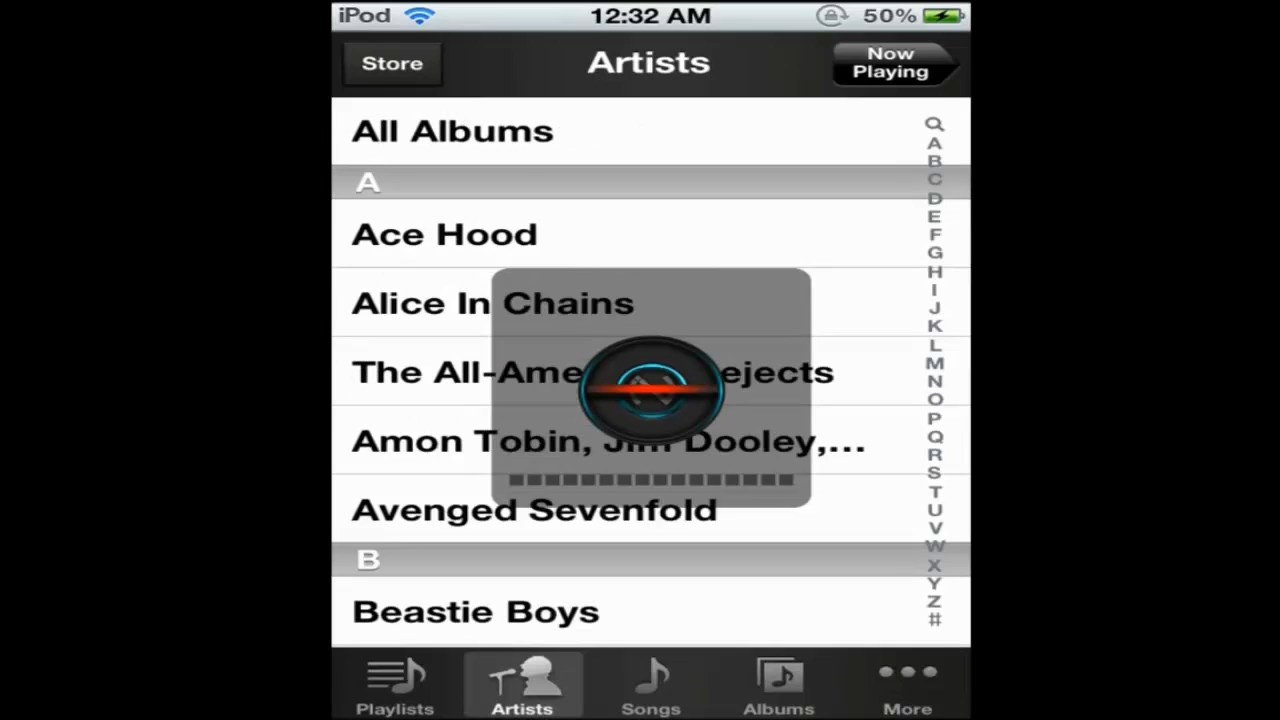 iPod 12:32 AM 50%
Store Artists Now Playing
All Albums
A
Ace Hood
Alice In Chains
The All-Ame ejects
Amon Tobin, Jim Dooley,...
Avenged Sevenfold
B
Beastie Boys
A
B
C
D
E
F
G
H
I
J
K
L
M
N
O
P
Q
R
S
T
U
V
W
X
Y
Z
#
Playlists Artists Songs Albums More